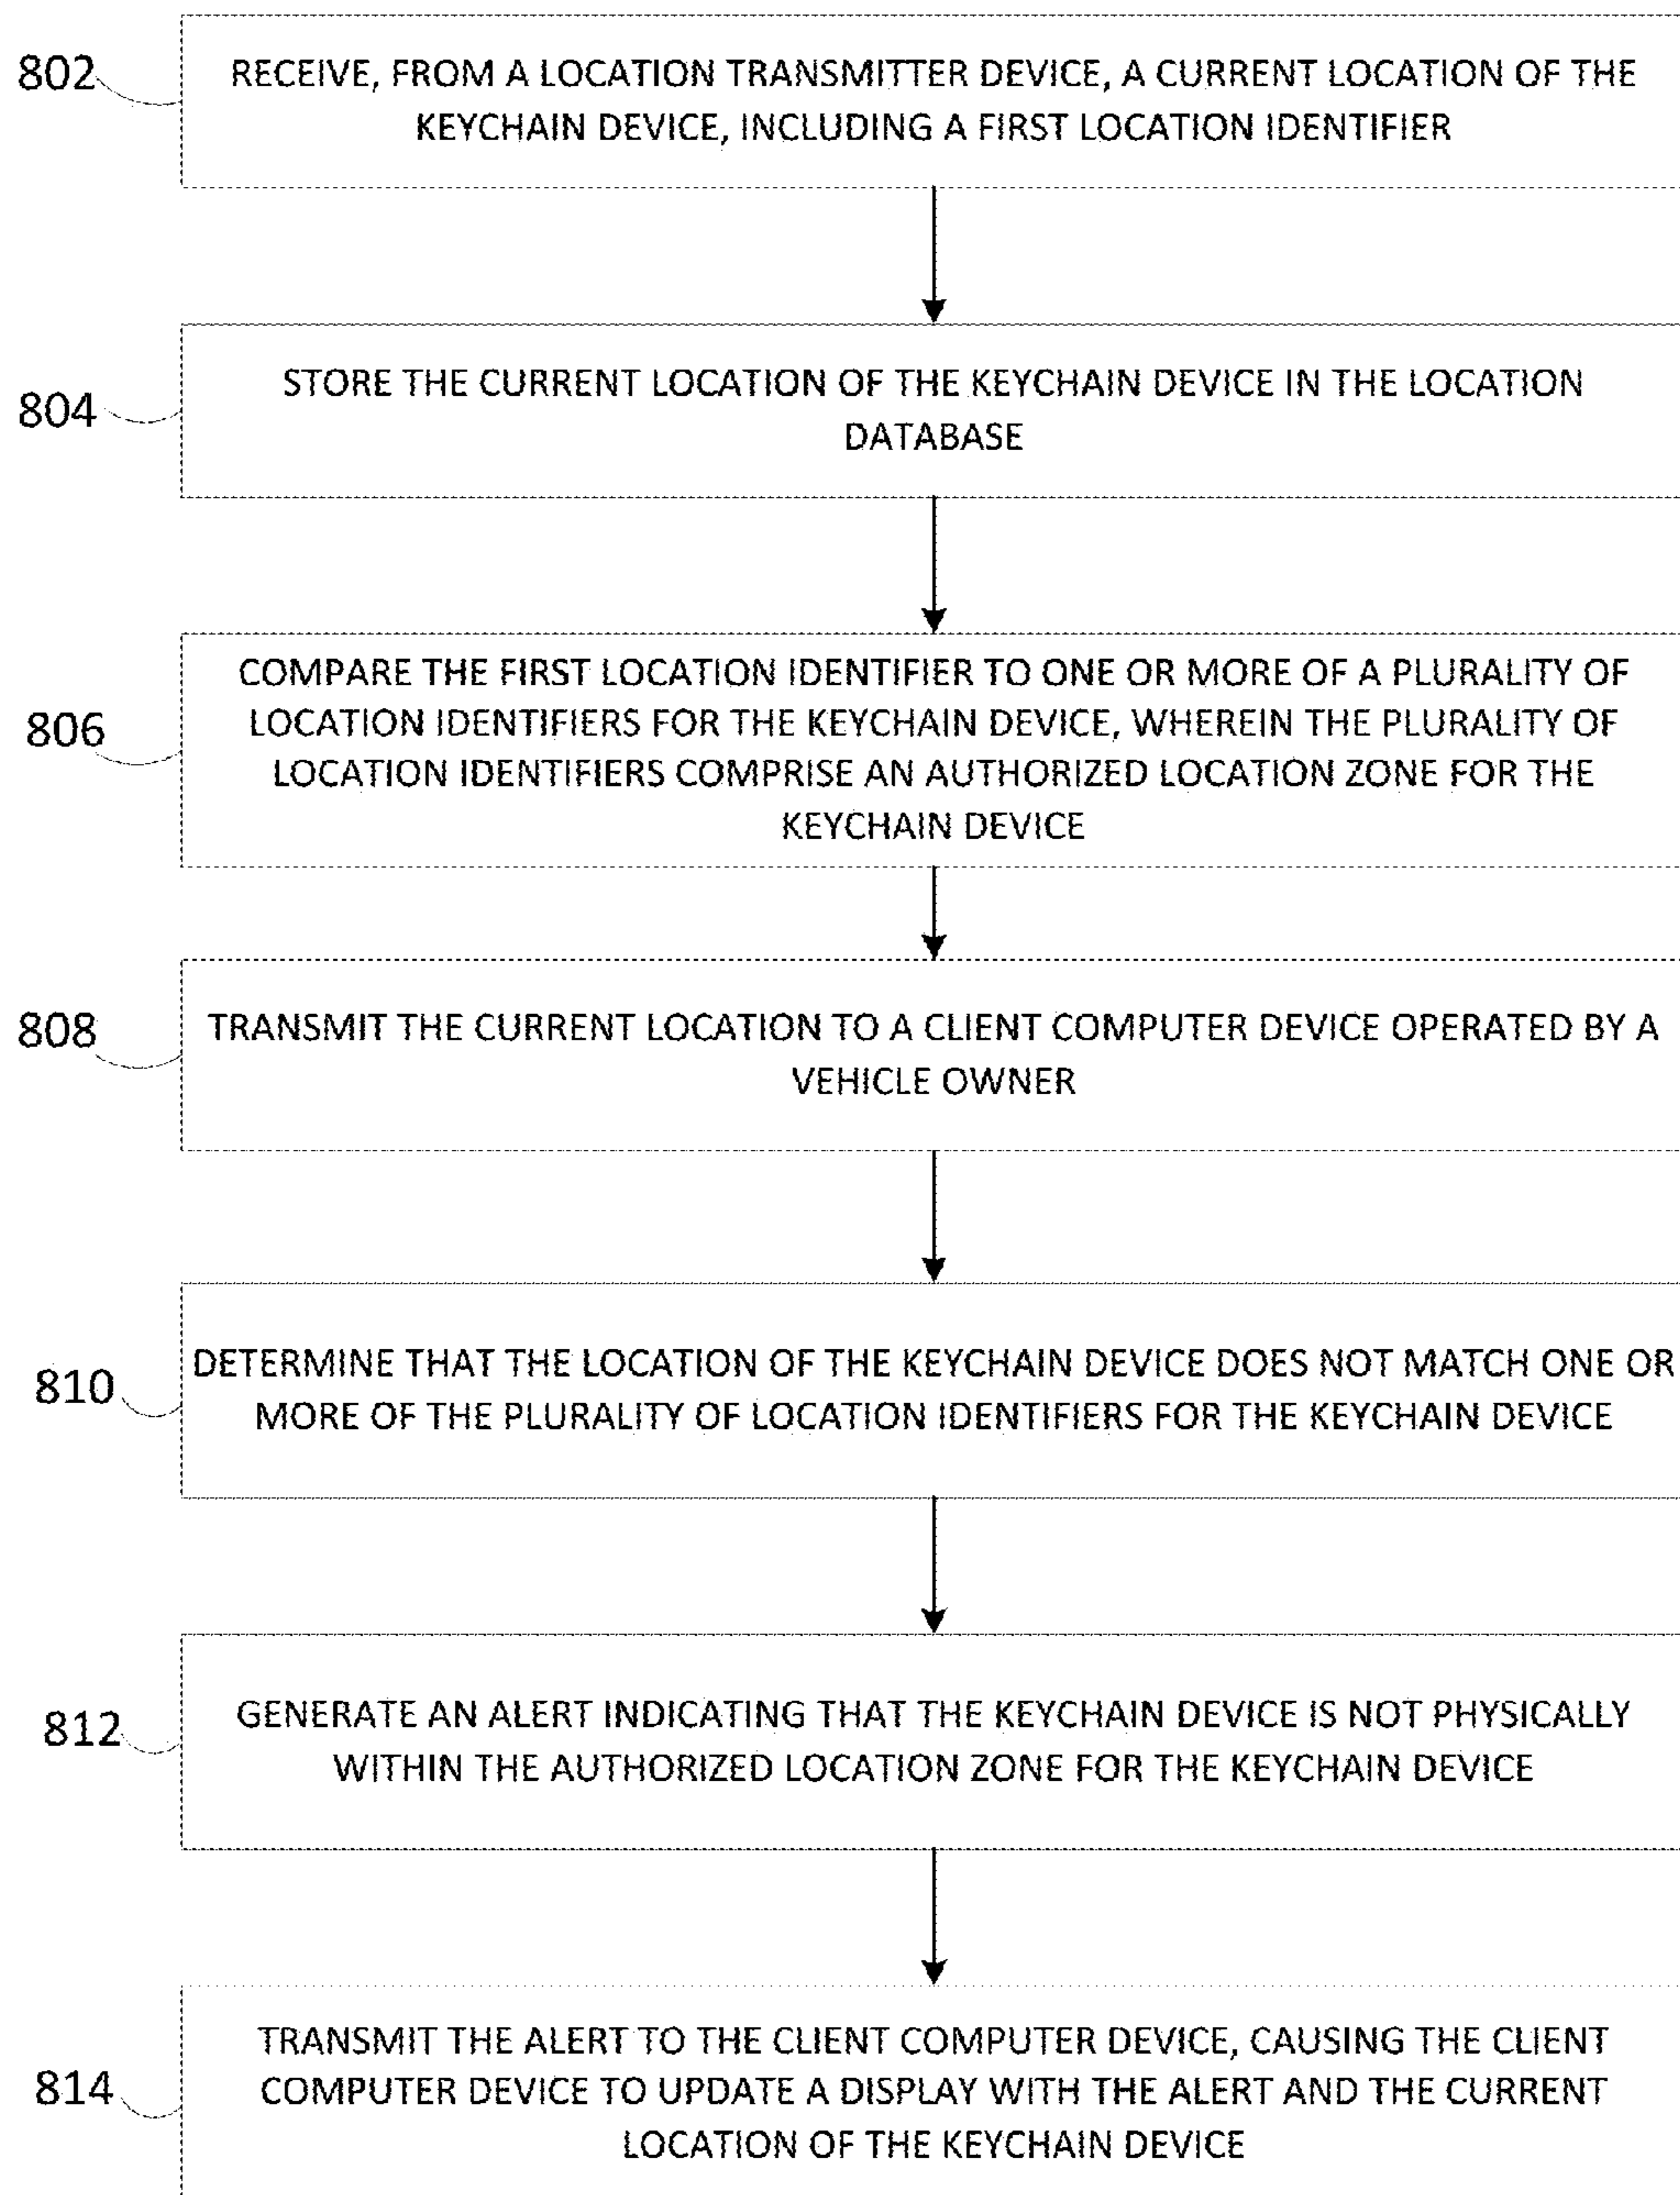 802
RECEIVE, FROM A LOCATION TRANSMITTER DEVICE, A CURRENT LOCATION OF THE
KEYCHAIN DEVICE, INCLUDING A FIRST LOCATION IDENTIFIER
804
STORE THE CURRENT LOCATION OF THE KEYCHAIN DEVICE IN THE LOCATION
DATABASE
806
COMPARE THE FIRST LOCATION IDENTIFIER TO ONE OR MORE OF A PLURALITY OF
LOCATION IDENTIFIERS FOR THE KEYCHAIN DEVICE, WHEREIN THE PLURALITY OF
LOCATION IDENTIFIERS COMPRISE AN AUTHORIZED LOCATION ZONE FOR THE
KEYCHAIN DEVICE
808
TRANSMIT THE CURRENT LOCATION TO A CLIENT COMPUTER DEVICE OPERATED BY A
VEHICLE OWNER
810
DETERMINE THAT THE LOCATION OF THE KEYCHAIN DEVICE DOES NOT MATCH ONE OR
MORE OF THE PLURALITY OF LOCATION IDENTIFIERS FOR THE KEYCHAIN DEVICE
812
GENERATE AN ALERT INDICATING THAT THE KEYCHAIN DEVICE IS NOT PHYSICALLY
WITHIN THE AUTHORIZED LOCATION ZONE FOR THE KEYCHAIN DEVICE
814
TRANSMIT THE ALERT TO THE CLIENT COMPUTER DEVICE, CAUSING THE CLIENT
COMPUTER DEVICE TO UPDATE A DISPLAY WITH THE ALERT AND THE CURRENT
LOCATION OF THE KEYCHAIN DEVICE